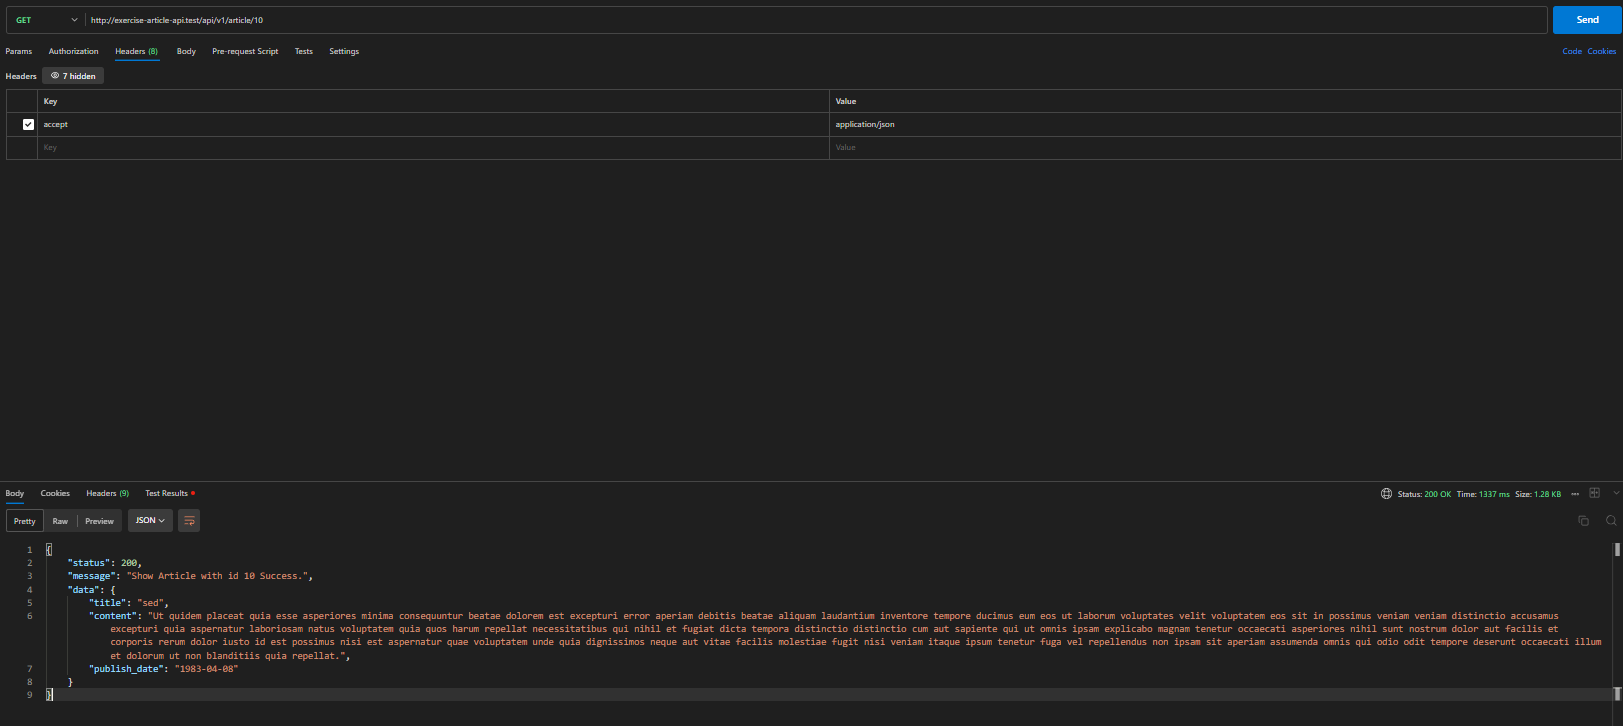 GET http://exercise-article-api.test/api/v1/article/10 Send
Params Authorization Headers (8) Body Pre-request Script Tests Settings Code Cookies
Headers 7 hidden
Key Value
accept application/json
Key Value
Body Cookies Headers (9) Test Results Status: 200 OK Time: 1337 ms Size: 1.28 KB
Pretty Raw Preview JSON
1 {
2 "status": 200,
3 "message": "Show Article with id 10 Success.",
4 "data": {
5 "title": "sed",
6 "content": "Ut quidem placeat quia esse asperiores minima consequuntur beatae dolorem est excepturi error aperiam debitis beatae aliquam laudantium inventore tempore ducimus eum eos ut laborum voluptates velit voluptatem eos sit in possimus veniam veniam distinctio accusamus
excepturi quia aspernatur laboriosam natus voluptatem quia quos harum repellat necessitatibus qui nihil et fugiat dicta tempora distinctio distinctio cum aut sapiente qui ut omnis ipsam explicabo magnam tenetur occaecati asperiores nihil sunt nostrum dolor aut facilis et
corporis rerum dolor iusto id est possimus nisi est aspernatur quae voluptatem unde quia dignissimos neque aut vitae facilis molestiae fugit nisi veniam itaque ipsum tenetur fuga vel repellendus non ipsam sit aperiam assumenda omnis qui odio odit tempore deserunt occaecati illum
et dolorum ut non blanditiis quia repellat.",
7 "publish_date": "1983-04-08"
8 }
9 }